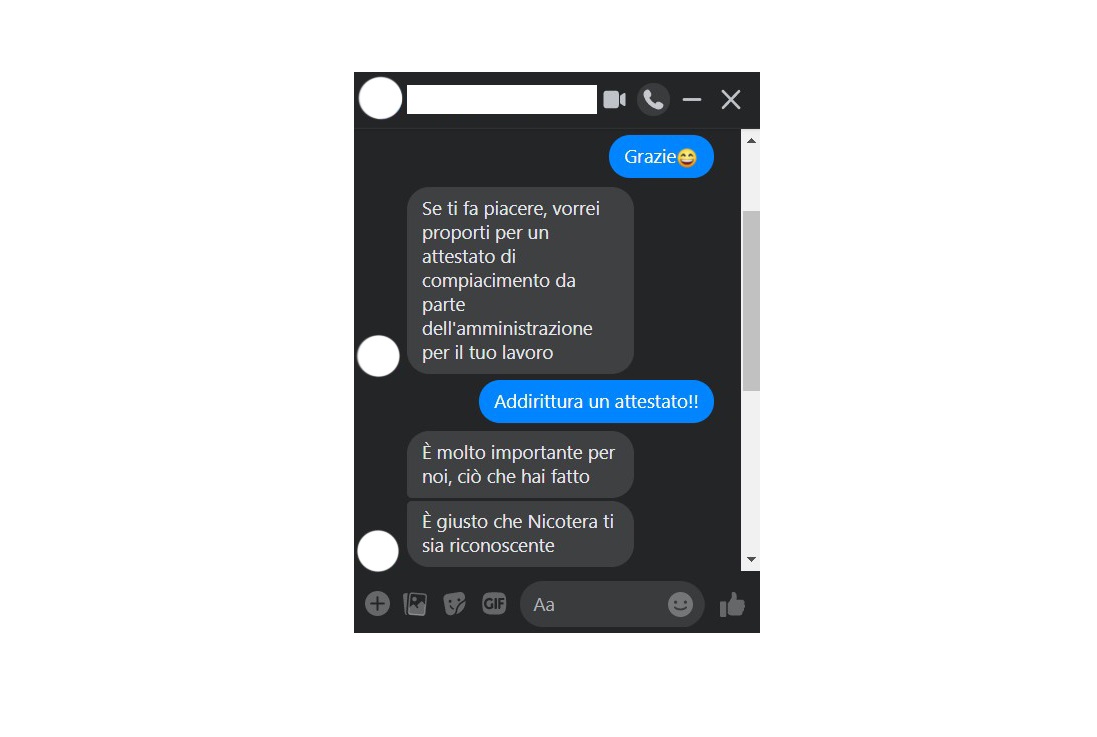 Grazie😄
Se ti fa piacere, vorrei
proporti per un
attestato di
compiacimento da
parte
dell'amministrazione
per il tuo lavoro
Addirittura un attestato!!
È molto importante per
noi, ciò che hai fatto
È giusto che Nicotera ti
sia riconoscente
GIF
Aa